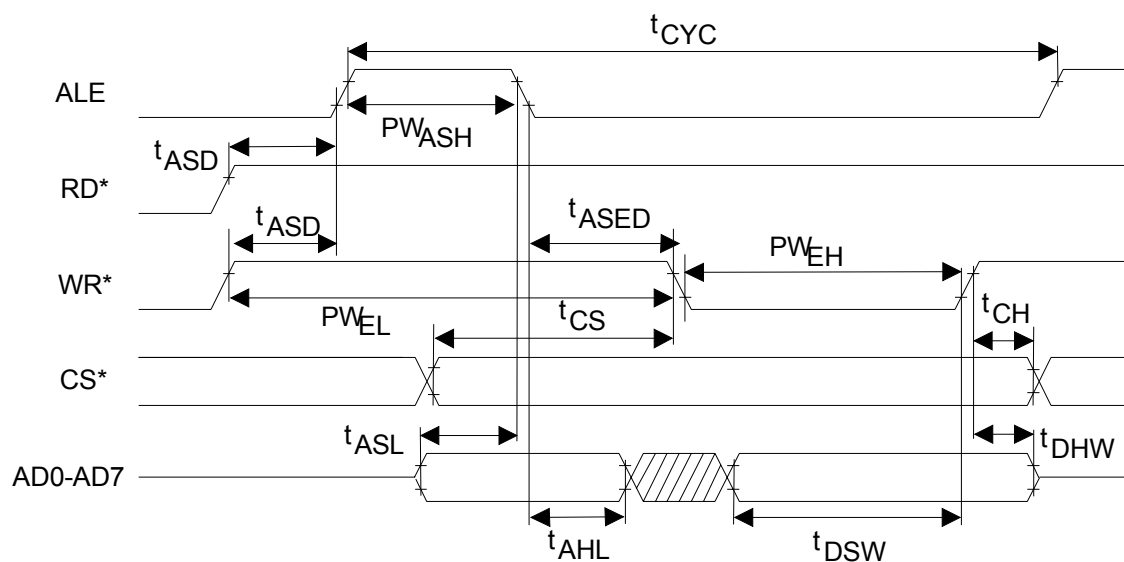 tCYC
ALE
PWASH
tASD
RD*
tASD
tASED
PWEH
WR*
PWEL
tCS
tCH
CS*
tASL
tDHW
AD0-AD7
tAHL
tDSW